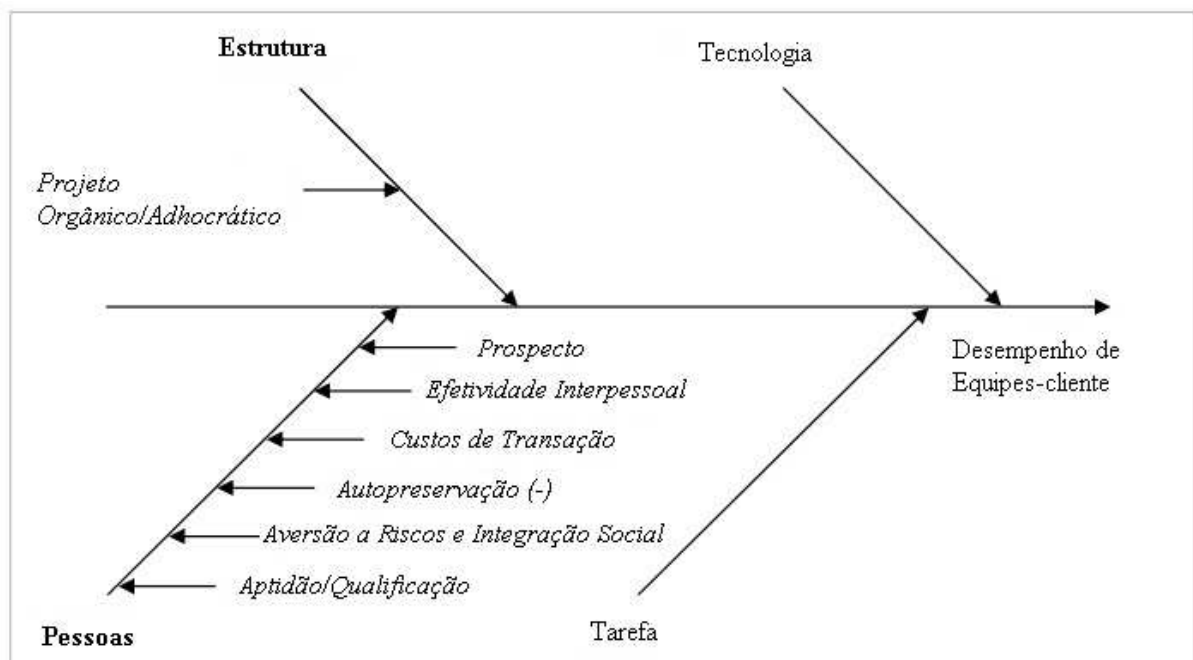 Estrutura
Tecnologia
Projeto
Orgânico/Adhocrático
Prospecto
Efetividade Interpessoal
Custos de Transação
Autopreservação (-)
Aversão a Riscos e Integração Social
Aptidão/Qualificação
Desempenho de
Equipes-cliente
Pessoas
Tarefa